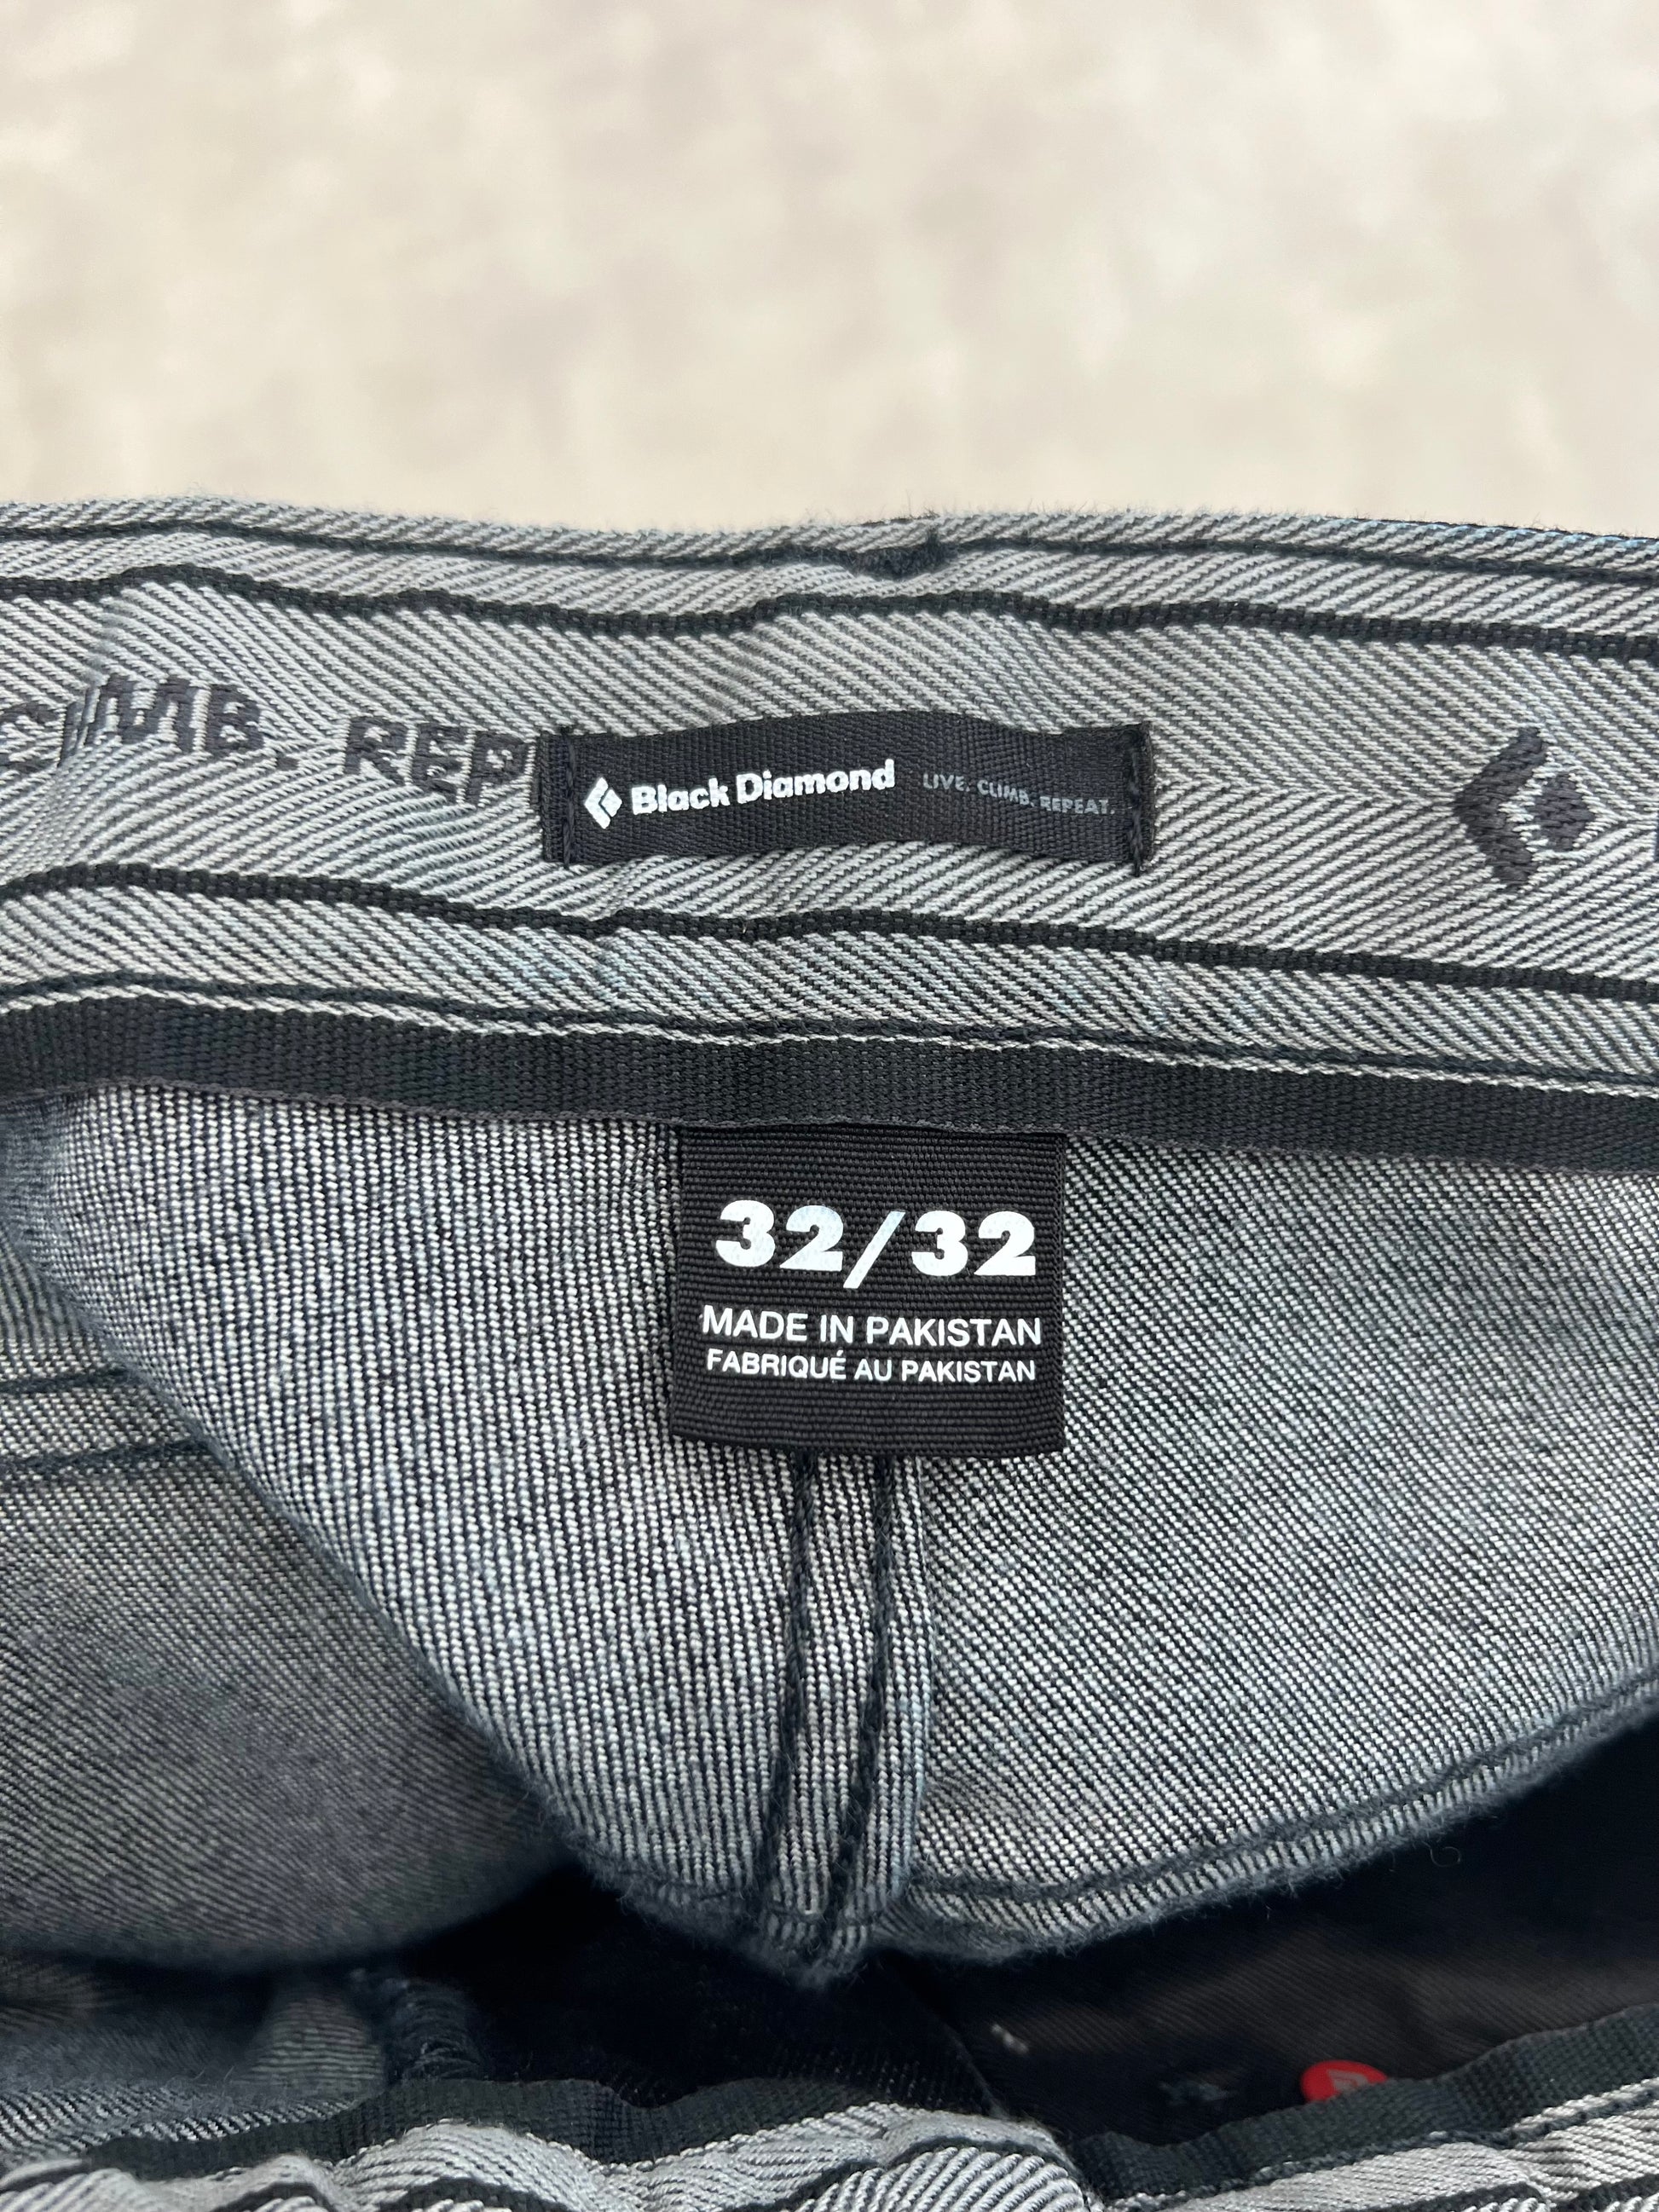 CLIMB. REP
Black Diamond LIVE. CLIMB. REPEAT.
32/32
MADE IN PAKISTAN
FABRIQUÉ AU PAKISTAN